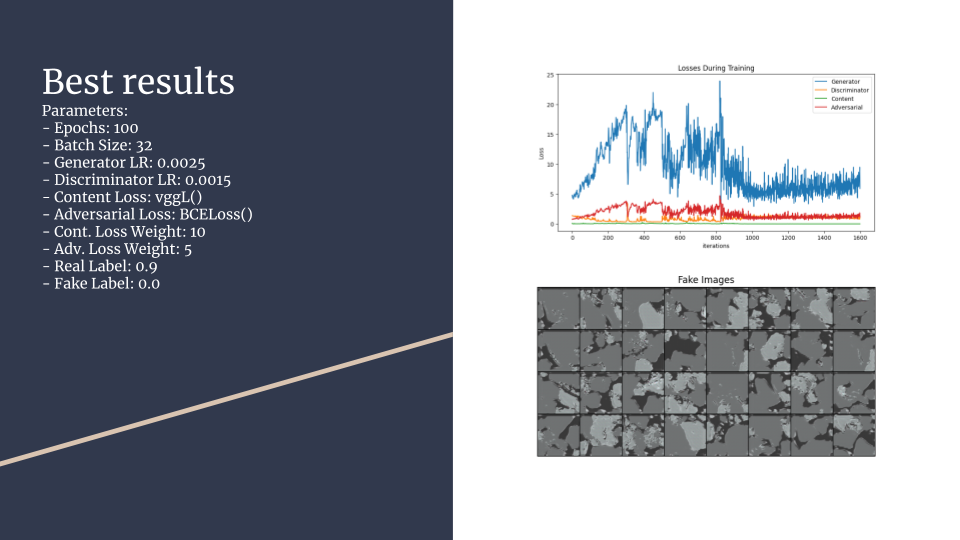 Best results
Parameters:
- Epochs: 100
- Batch Size: 32
- Generator LR: 0.0025
- Discriminator LR: 0.0015
- Content Loss: vggL()
- Adversarial Loss: BCELoss()
- Cont. Loss Weight: 10
- Adv. Loss Weight: 5
- Real Label: 0.9
- Fake Label: 0.0
Losses During Training
Generator
Discriminator
Content
Adversarial
25
20
15
10
5
0
Loss
0 200 400 600 800 1000 1200 1400 1600
iterations
Fake Images